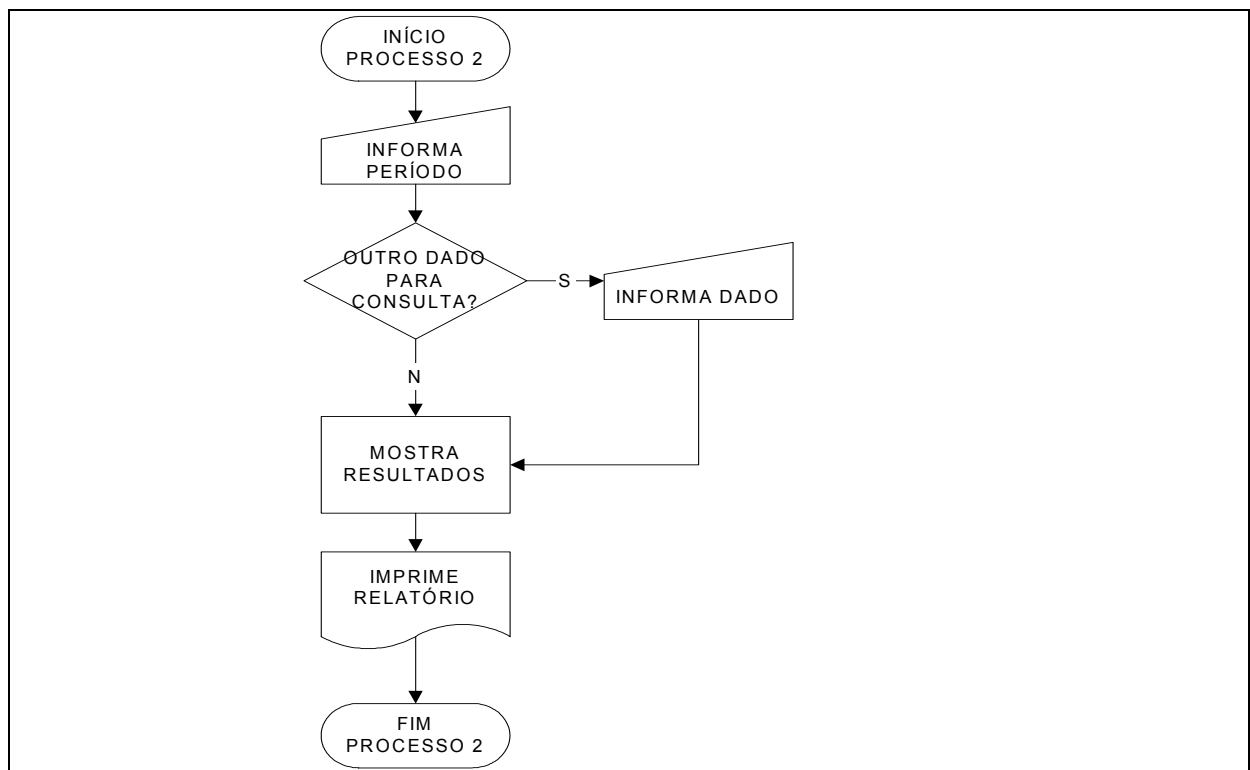 INÍCIO
PROCESSO 2
INFORMA
PERÍODO
OUTRO DADO
PARA
CONSULTA?
S
INFORMA DADO
N
MOSTRA
RESULTADOS
IMPRIME
RELATÓRIO
FIM
PROCESSO 2